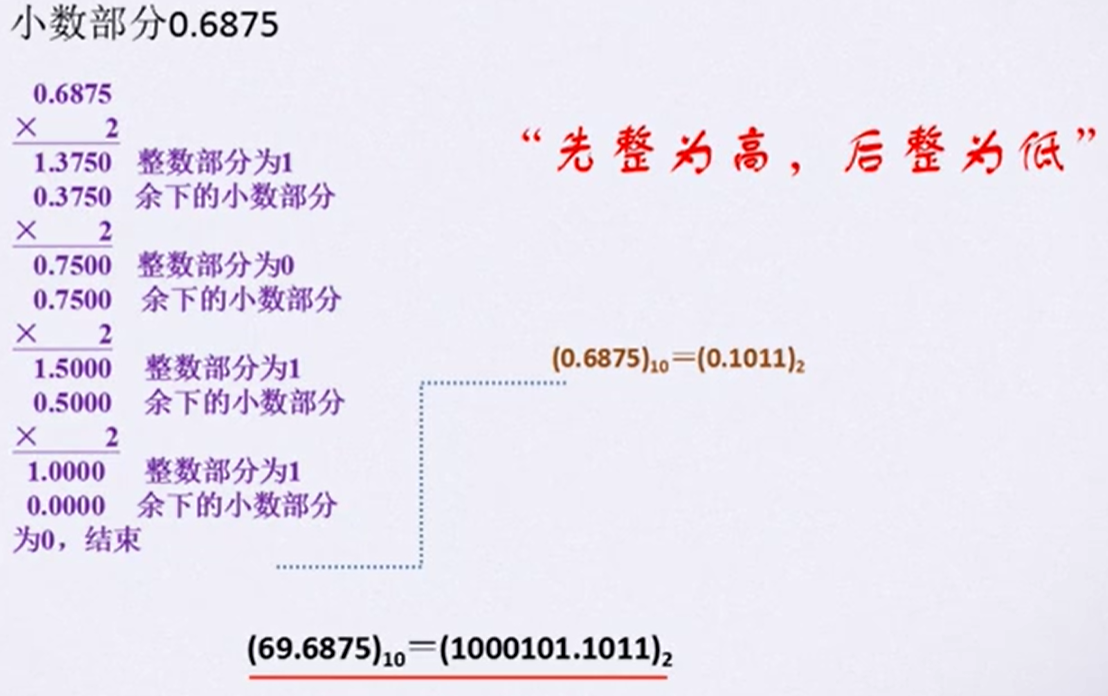 小数部分0.6875
0.6875
× 2
1.3750 整数部分为1
0.3750 余下的小数部分
× 2
0.7500 整数部分为0
0.7500 余下的小数部分
× 2
1.5000 整数部分为1
0.5000 余下的小数部分
× 2
1.0000 整数部分为1
0.0000 余下的小数部分
为0，结束
“先整为高，后整为低”
(0.6875)₁₀＝(0.1011)₂
(69.6875)₁₀＝(1000101.1011)₂